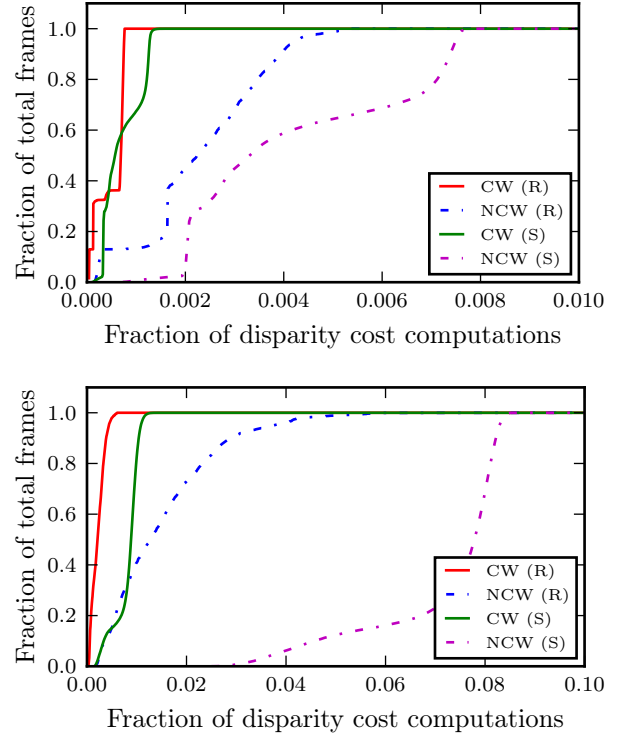 Fraction of total frames
1.0
0.8
0.6
0.4
0.2
0.0
CW (R)
NCW (R)
CW (S)
NCW (S)
0.000 0.002 0.004 0.006 0.008 0.010
Fraction of disparity cost computations
Fraction of total frames
1.0
0.8
0.6
0.4
0.2
0.0
CW (R)
NCW (R)
CW (S)
NCW (S)
0.00 0.02 0.04 0.06 0.08 0.10
Fraction of disparity cost computations